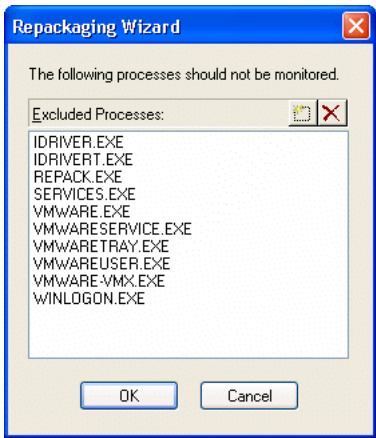 Repackaging Wizard
The following processes should not be monitored.
Excluded Processes:
IDRIVER.EXE
IDRIVERT.EXE
REPACK.EXE
SERVICES.EXE
VMWARE.EXE
VMWARESERVICE.EXE
VMWARETRAY.EXE
VMWAREUSER.EXE
VMWARE-VMX.EXE
WINLOGON.EXE
OK
Cancel